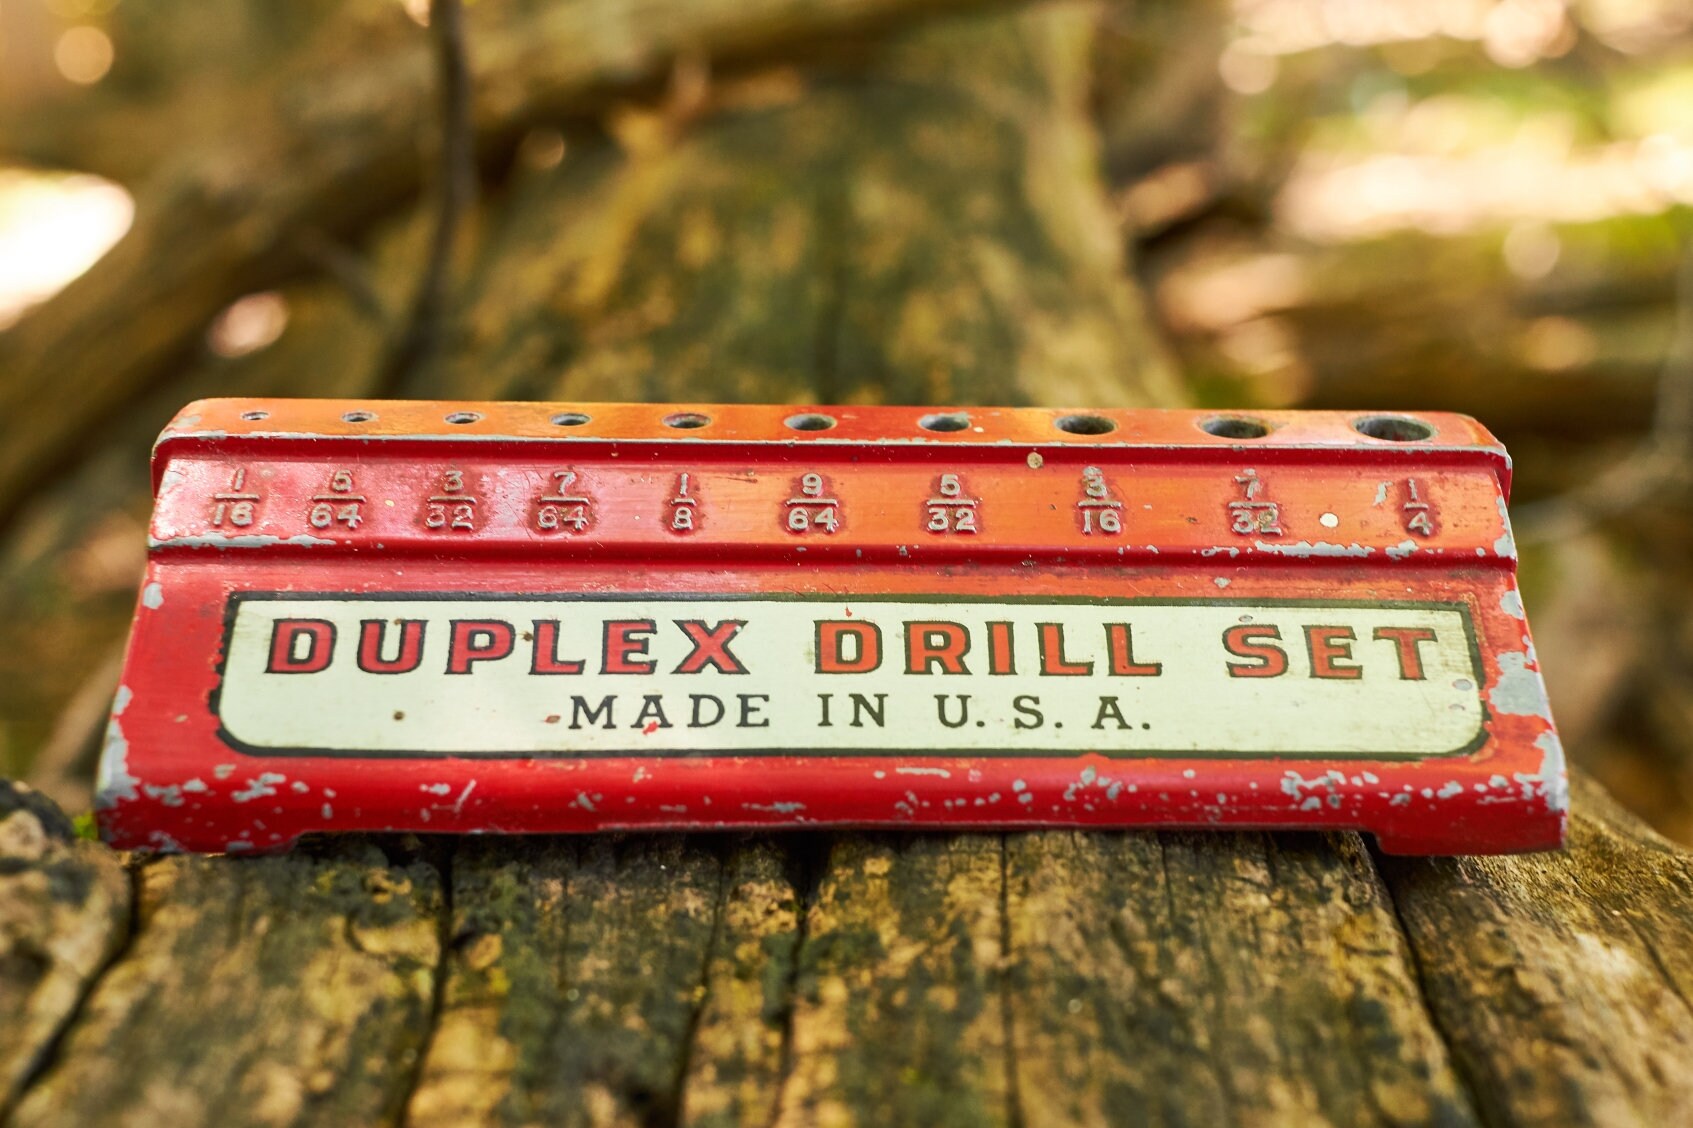 1/16 5/64 3/32 7/64 1/8 9/64 5/32 3/16 7/32 1/4
DUPLEX DRILL SET
MADE IN U.S.A.